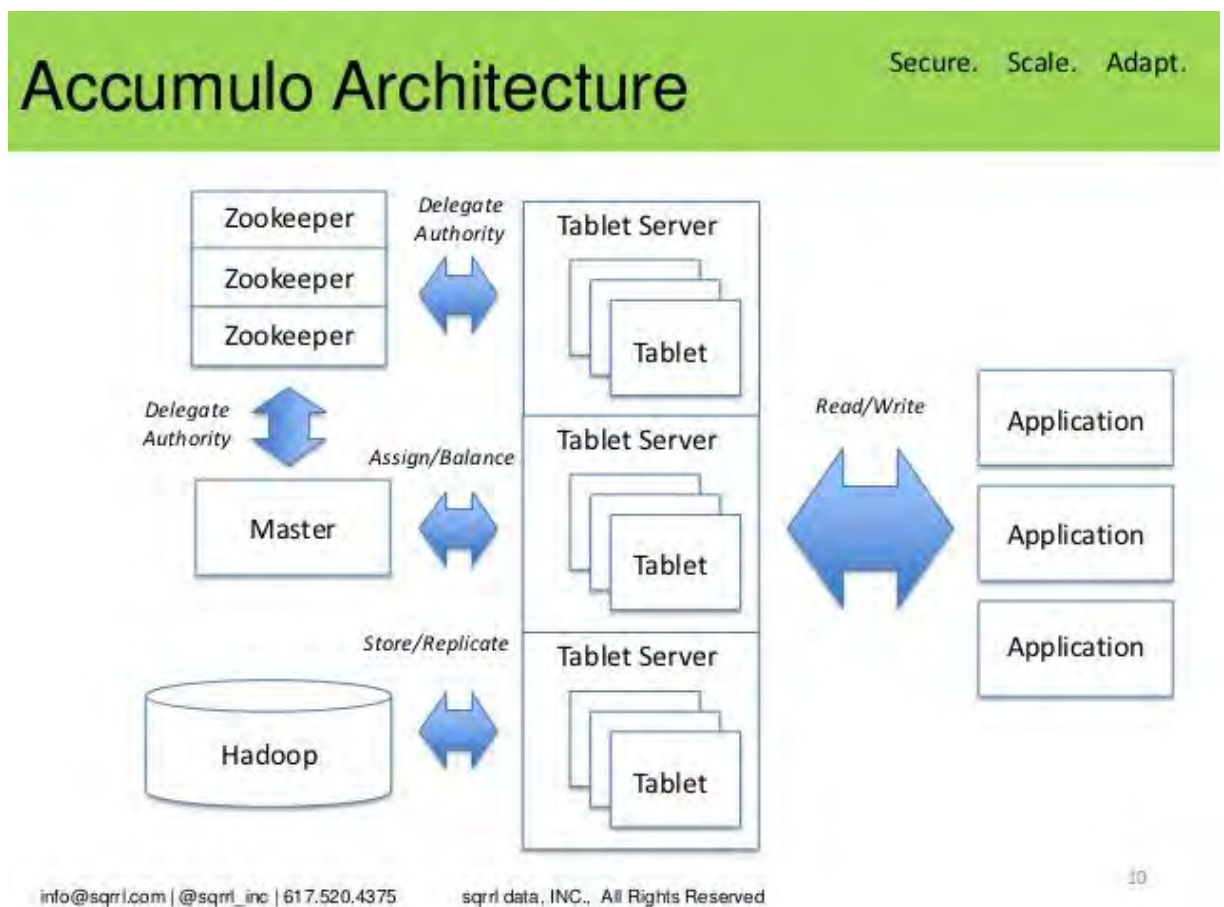 Accumulo Architecture
Secure. Scale. Adapt.
Zookeeper
Zookeeper
Zookeeper
Delegate
Authority
Delegate
Authority
Master
Assign/Balance
Store/Replicate
Hadoop
Tablet Server
Tablet
Tablet Server
Tablet
Tablet Server
Tablet
Read/Write
Application
Application
Application
info@sqrrl.com | @sqrrl_inc | 617.520.4375
sqrrl data, INC., All Rights Reserved
10